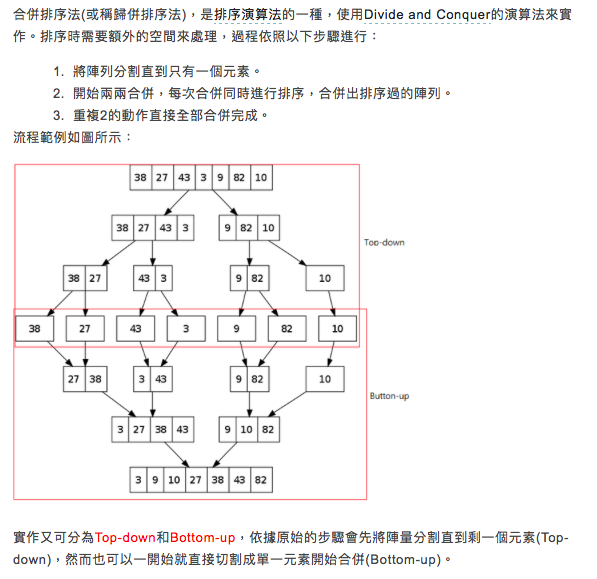 合併排序法(或稱歸併排序法)，是排序演算法的一種，使用Divide and Conquer的演算法來實
作。排序時需要額外的空間來處理，過程依照以下步驟進行：
1. 將陣列分割直到只有一個元素。
2. 開始兩兩合併，每次合併同時進行排序，合併出排序過的陣列。
3. 重複2的動作直接全部合併完成。
流程範例如圖所示：
38 27 43 3 9 82 10
38 27 43 3 9 82 10
Top-down
38 27 43 3 9 82 10
38 27 43 3 9 82 10
27 38 3 43 9 82 10
Button-up
3 27 38 43 9 10 82
3 9 10 27 38 43 82
實作又可分為Top-down和Bottom-up，依據原始的步驟會先將陣量分割直到剩一個元素(Top-
down)，然而也可以一開始就直接切割成單一元素開始合併(Bottom-up)。